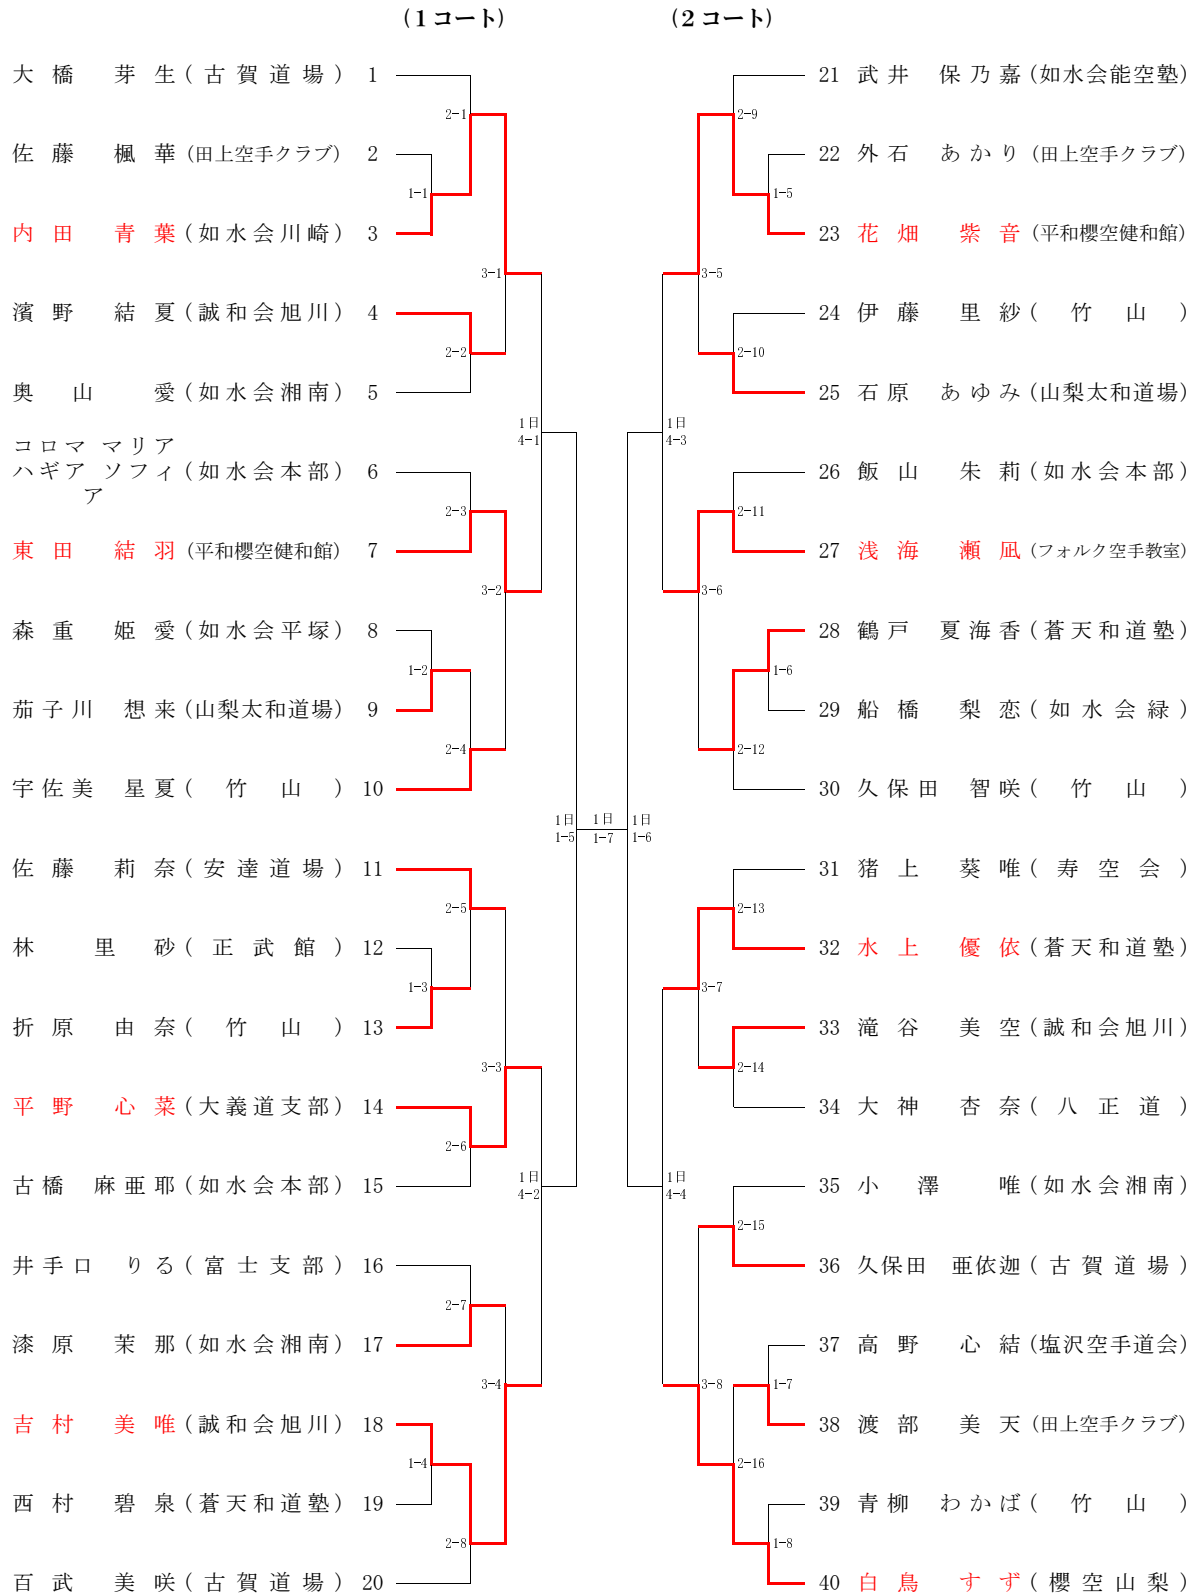 (1コート)
(2コート)
大橋 芽生(古賀道場) 1
佐藤 楓華(田上空手クラブ) 2
内田 青葉(如水会川崎) 3
濱野 結夏(誠和会旭川) 4
奥山 愛(如水会湘南) 5
コロマ マリア
ハギア ソフィ(如水会本部) 6
ア
東田 結羽(平和櫻空健和館) 7
森重 姫愛(如水会平塚) 8
茄子川 想来(山梨太和道場) 9
宇佐美 星夏(竹山) 10
佐藤 莉奈(安達道場) 11
林 里砂(正武館) 12
折原 由奈(竹山) 13
平野 心菜(大義道支部) 14
古橋 麻亜耶(如水会本部) 15
井手口 りる(富士支部) 16
漆原 茉那(如水会湘南) 17
吉村 美唯(誠和会旭川) 18
西村 碧泉(蒼天和道塾) 19
百武 美咲(古賀道場) 20
2-1
1-1
3-1
2-2
1日
4-1
2-3
3-2
1-2
2-4
1日
1-5
2-5
1-3
3-3
2-6
1日
4-2
2-7
3-4
1-4
2-8
1日
1-7
21 武井 保乃嘉(如水会能空塾)
22 外石 あかり(田上空手クラブ)
23 花畑 紫音(平和櫻空健和館)
24 伊藤 里紗(竹山)
25 石原 あゆみ(山梨太和道場)
26 飯山 朱莉(如水会本部)
27 浅海 瀬凪(フォルク空手教室)
28 鶴戸 夏海香(蒼天和道塾)
29 船橋 梨恋(如水会緑)
30 久保田 智咲(竹山)
31 猪上 葵唯(寿空会)
32 水上 優依(蒼天和道塾)
33 滝谷 美空(誠和会旭川)
34 大神 杏奈(八正道)
35 小澤 唯(如水会湘南)
36 久保田 亜依迦(古賀道場)
37 高野 心結(塩沢空手道会)
38 渡部 美天(田上空手クラブ)
39 青柳 わかば(竹山)
40 白鳥 すず(櫻空山梨)
2-9
1-5
3-5
2-10
1日
4-3
2-11
3-6
1-6
2-12
1日
1-6
2-13
3-7
2-14
1日
4-4
2-15
3-8
1-7
2-16
1-8